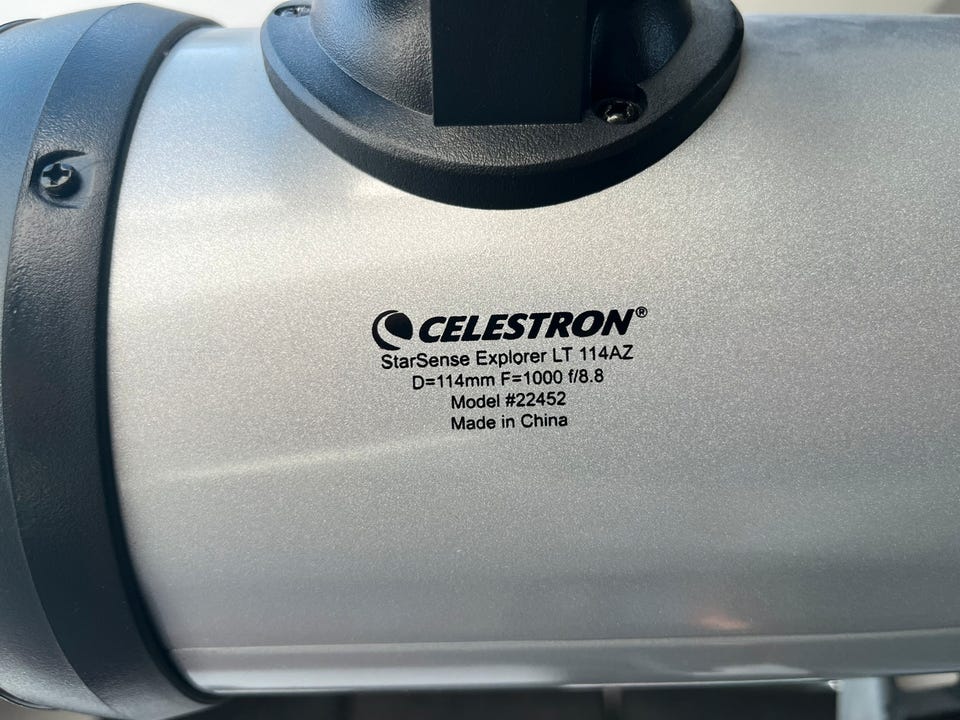 CELESTRON®
StarSense Explorer LT 114AZ
D=114mm F=1000 f/8.8
Model #22452
Made in China